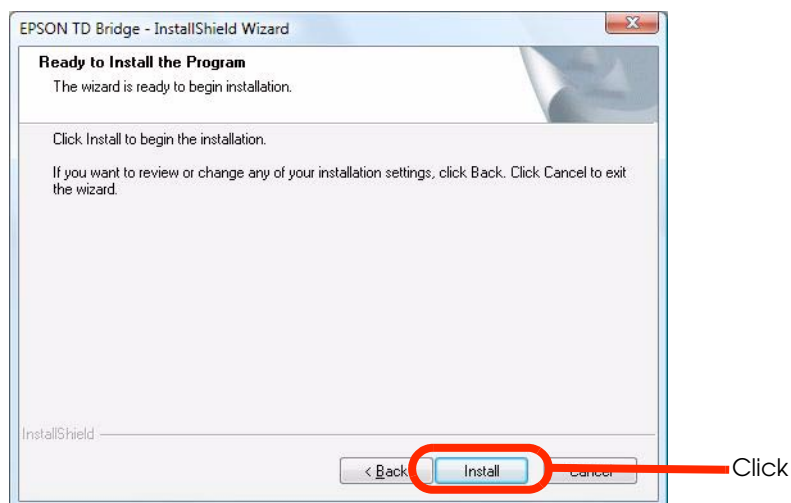 EPSON TD Bridge - InstallShield Wizard
Ready to Install the Program
The wizard is ready to begin installation.
Click Install to begin the installation.
If you want to review or change any of your installation settings, click Back. Click Cancel to exit
the wizard.
InstallShield
< Back Install Cancel
Click